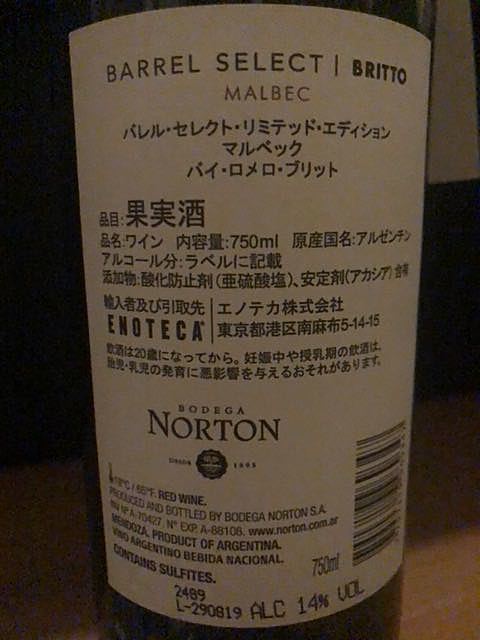 BARREL SELECT | BRITTO
MALBEC
バレル・セレクト・リミテッド・エディション
マルベック
バイ・ロメロ・ブリット
品目:果実酒
品名:ワイン 内容量:750ml 原産国名:アルゼンチン
アルコール分:ラベルに記載
添加物:酸化防止剤(亜硫酸塩)、安定剤(アカシア)含有
輸入者及び引取先 エノテカ株式会社
ENOTECA 東京都港区南麻布5-14-15
飲酒は20歳になってから。妊娠中や授乳期の飲酒は、
胎児・乳児の発育に悪影響を与えるおそれがあります。
BODEGA
NORTON
DESDE 1895
18°C / 65°F. RED WINE.
PRODUCED AND BOTTLED BY BODEGA NORTON S.A.
INV Nº A-70427. Nº EXP. A-88108. www.norton.com.ar
MENDOZA. PRODUCT OF ARGENTINA.
VINO ARGENTINO BEBIDA NACIONAL.
CONTAINS SULFITES.
750ml
2489
L-290819 ALC 14% VOL